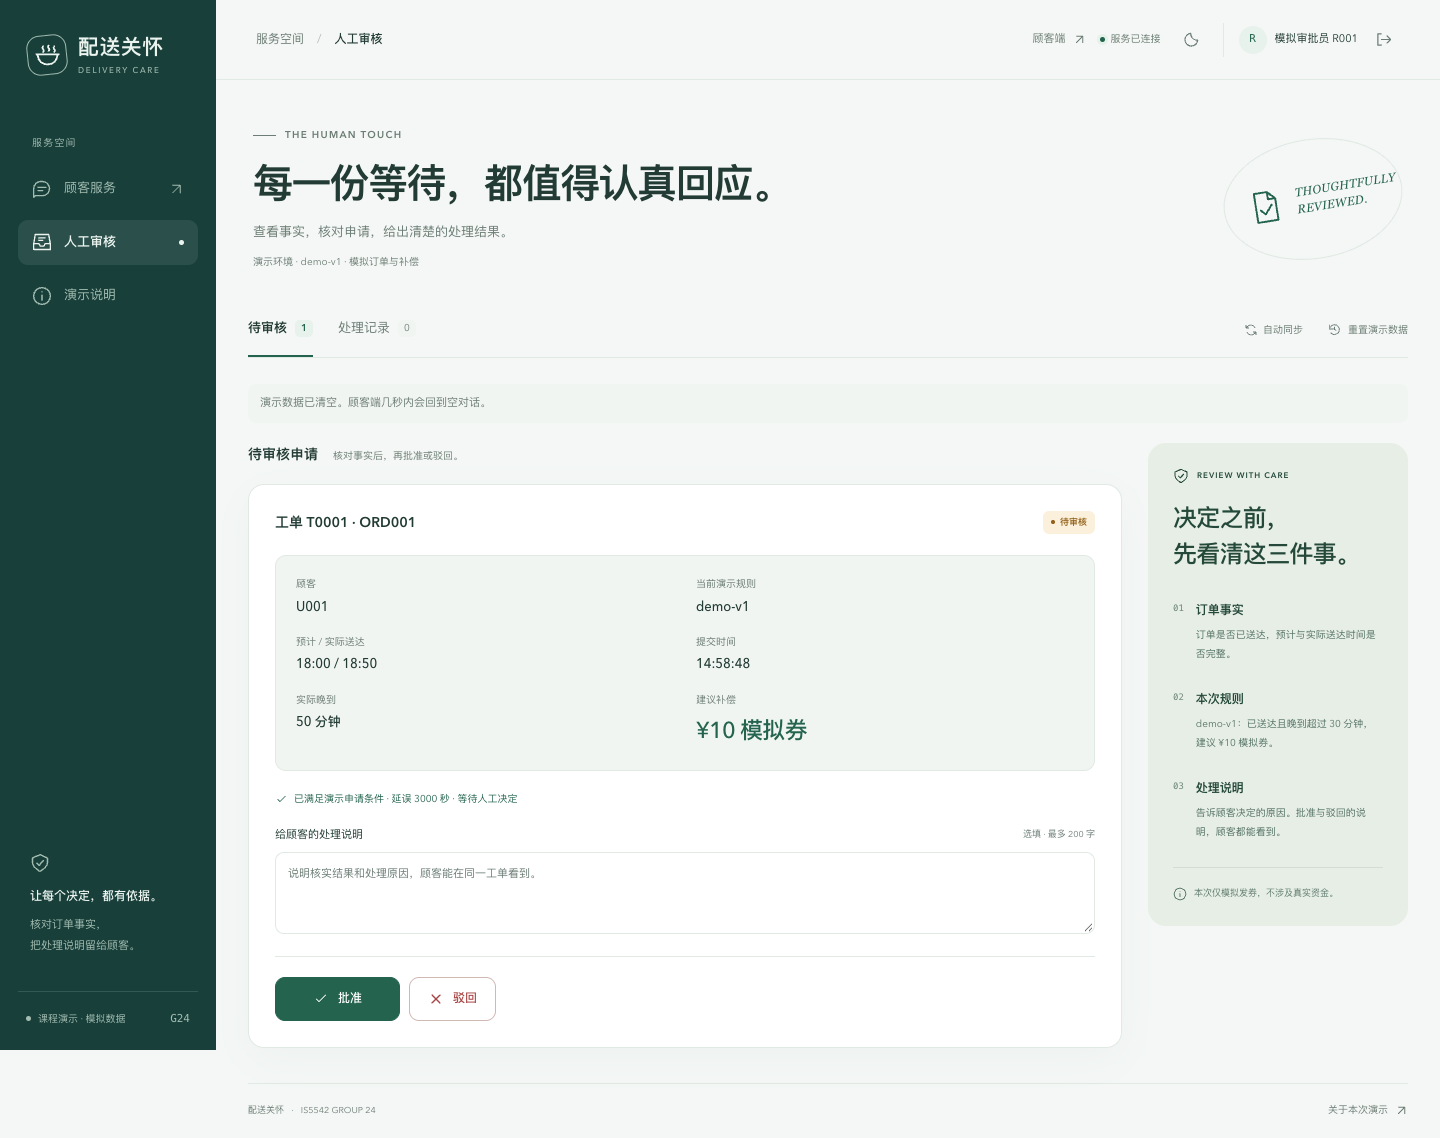 配送关怀
DELIVERY CARE
服务空间
顾客服务
人工审核
演示说明
让每个决定，都有依据。
核对订单事实，
把处理说明留给顾客。
课程演示 · 模拟数据
G24
服务空间 / 人工审核
顾客端
服务已连接
R
模拟审批员 R001
THE HUMAN TOUCH
每一份等待，都值得认真回应。
查看事实，核对申请，给出清楚的处理结果。
演示环境 · demo-v1 · 模拟订单与补偿
THOUGHTFULLY
REVIEWED.
待审核 1
处理记录 0
自动同步
重置演示数据
演示数据已清空。顾客端几秒内会回到空对话。
待审核申请
核对事实后，再批准或驳回。
工单 T0001 · ORD001
待审核
顾客
U001
当前演示规则
demo-v1
预计 / 实际送达
18:00 / 18:50
提交时间
14:58:48
实际晚到
50 分钟
建议补偿
¥10 模拟券
已满足演示申请条件 · 延误 3000 秒 · 等待人工决定
给顾客的处理说明
选填 · 最多 200 字
说明核实结果和处理原因，顾客能在同一工单看到。
批准
驳回
REVIEW WITH CARE
决定之前，
先看清这三件事。
01 订单事实
订单是否已送达，预计与实际送达时间是
否完整。
02 本次规则
demo-v1：已送达且晚到超过 30 分钟，
建议 ¥10 模拟券。
03 处理说明
告诉顾客决定的原因。批准与驳回的说
明，顾客都能看到。
本次仅模拟发券，不涉及真实资金。
配送关怀 · IS5542 GROUP 24
关于本次演示